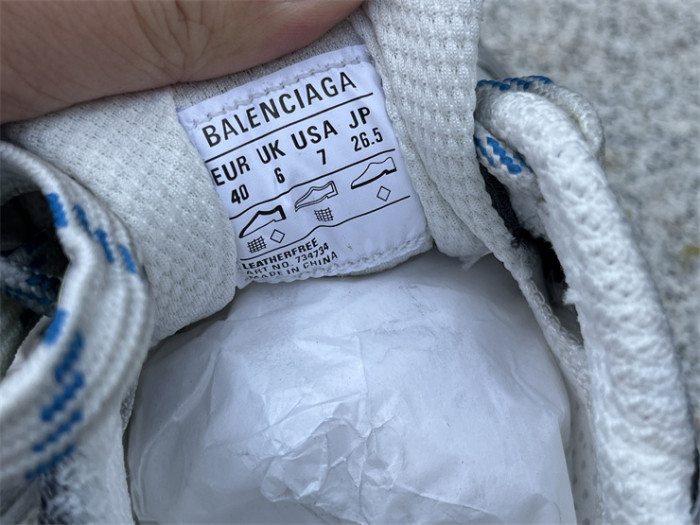 BALENCIAGA
EUR UK USA JP
40 6 7 26.5
LEATHERFREE
ART NO. 734734
MADE IN CHINA